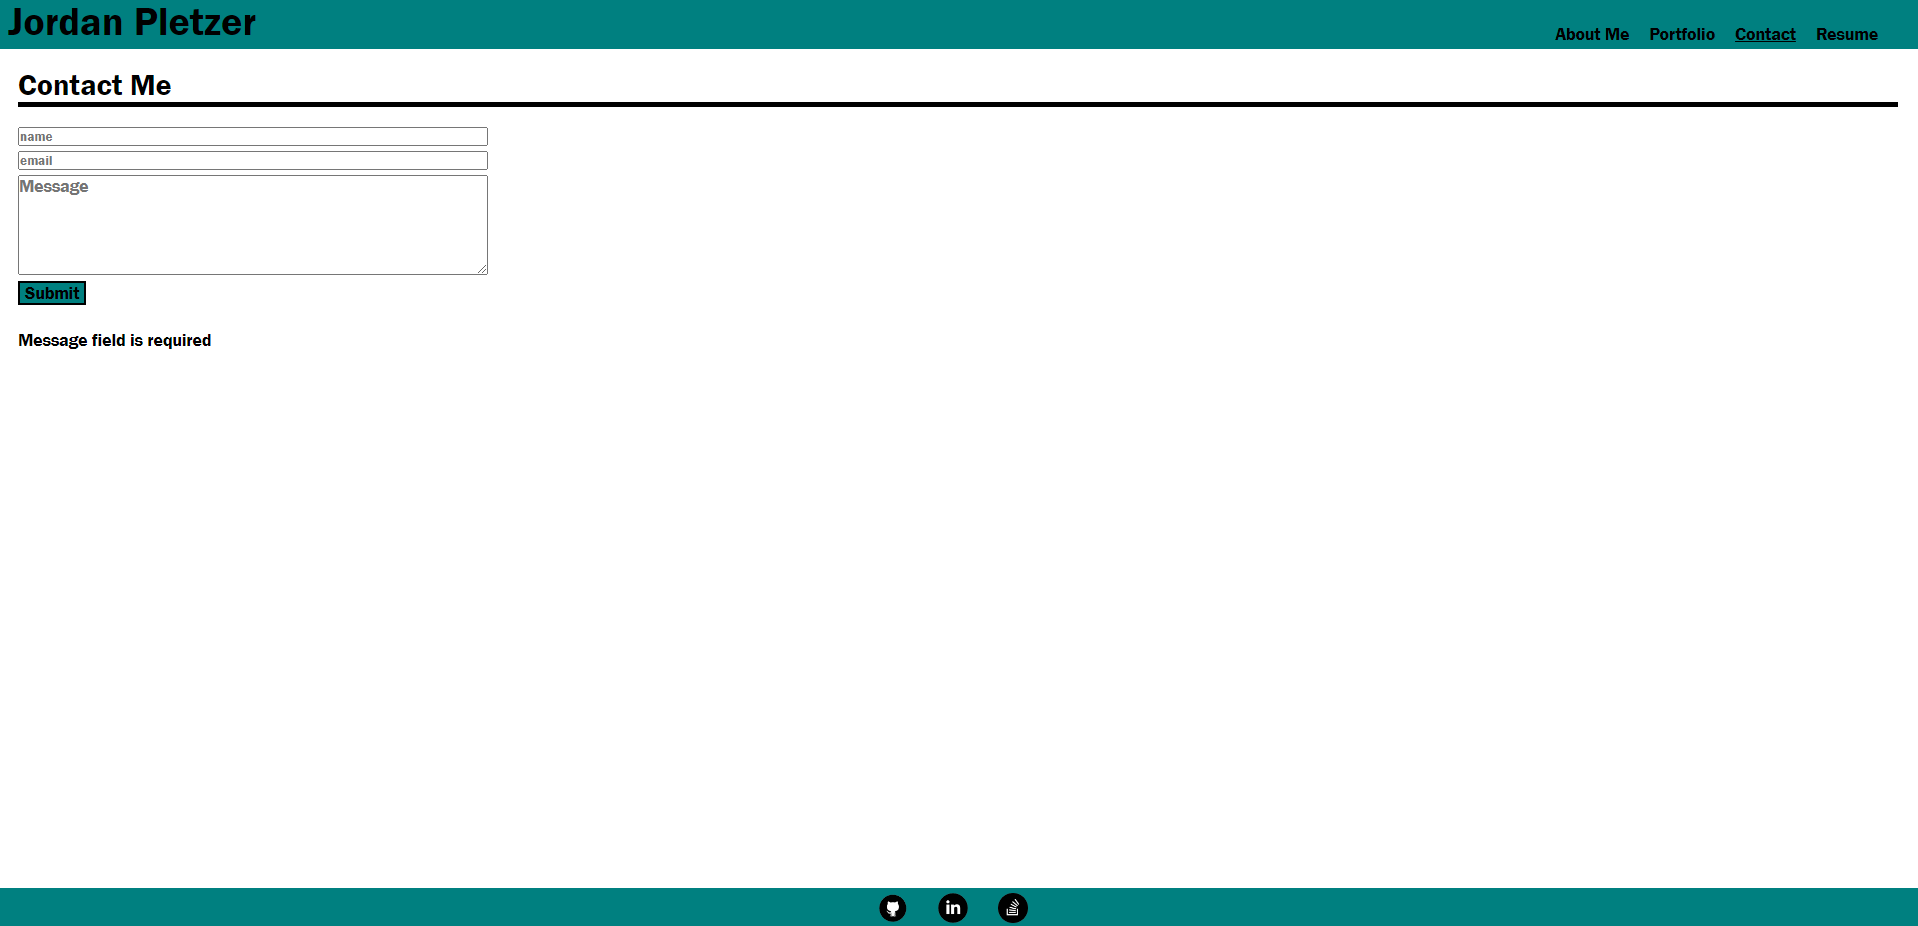 Jordan Pletzer
About Me Portfolio Contact Resume
Contact Me
name
email
Message
Submit
Message field is required
in